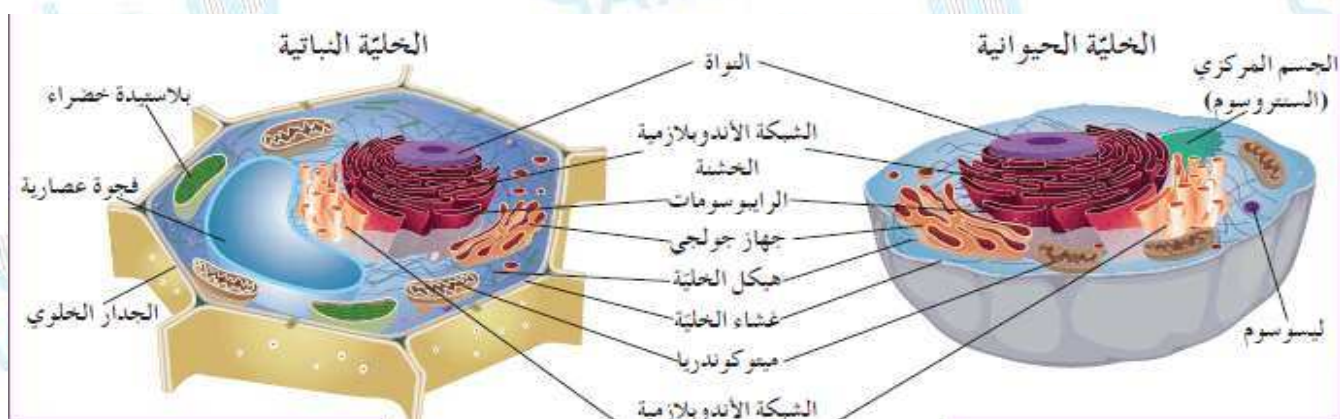 الخليّة الحيوانية
الخليّة النباتية
الجسم المركزي
(السنتروسوم)
النواة
بلاستيدة خضراء
الشبكة الأندوبلازمية
الخشنة
فجوة عصارية
الرايبوسومات
جهاز جولجي
هيكل الخليّة
غشاء الخليّة
الجدار الخلوي
ليسوسوم
ميتوكوندريا
الشبكة الأندوبلازمية